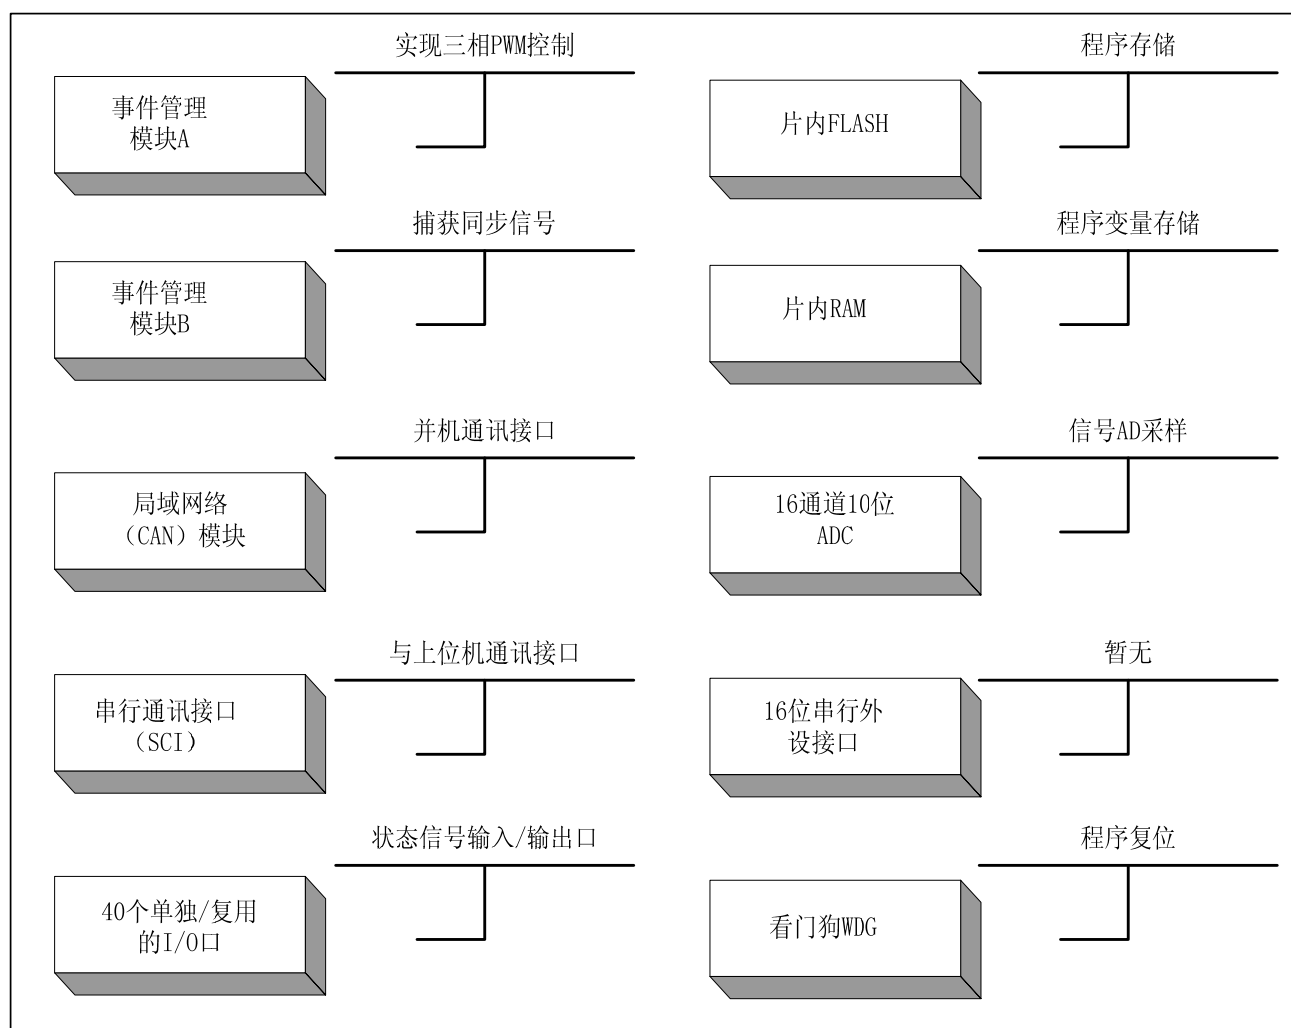 实现三相PWM控制
程序存储
事件管理
模块A
片内FLASH
捕获同步信号
程序变量存储
事件管理
模块B
片内RAM
并机通讯接口
信号AD采样
局域网络
（CAN）模块
16通道10位
ADC
与上位机通讯接口
暂无
串行通讯接口
（SCI）
16位串行外
设接口
状态信号输入/输出口
程序复位
40个单独/复用
的I/O口
看门狗WDG